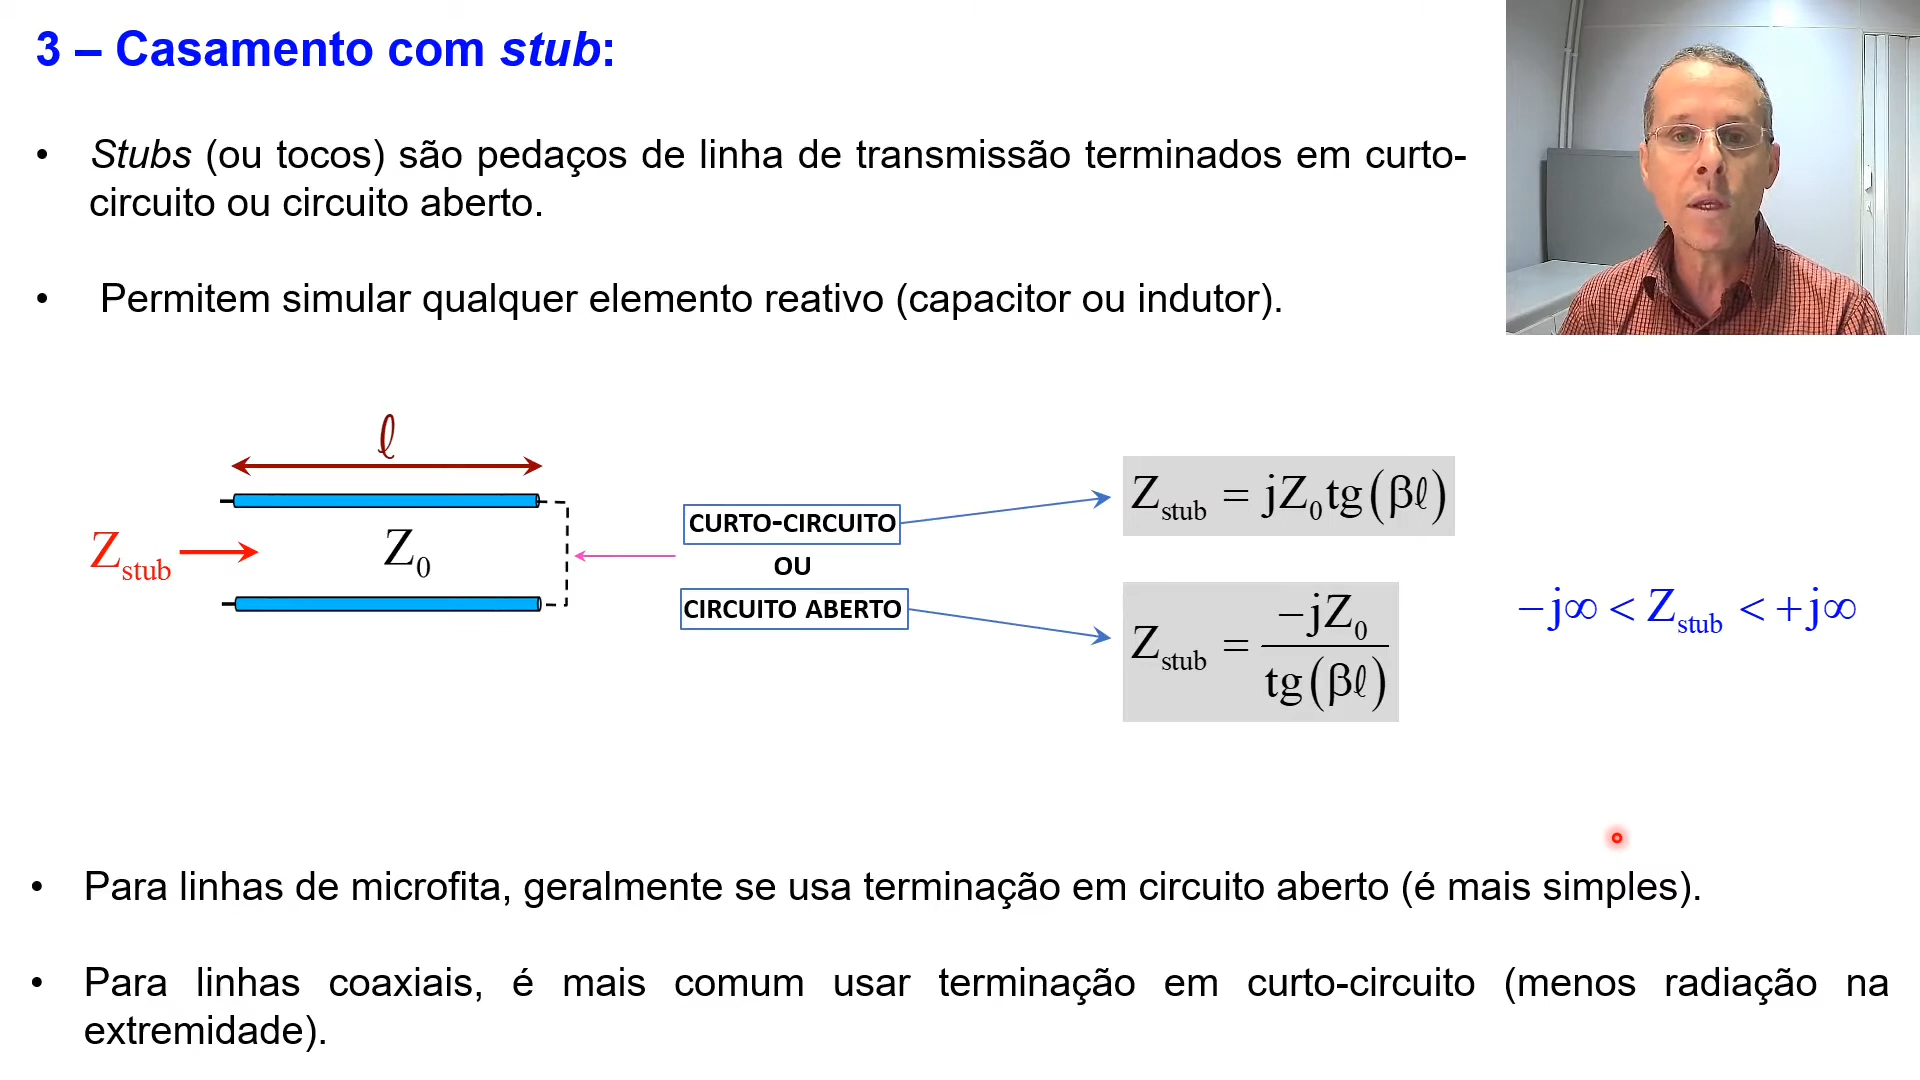 3 – Casamento com stub:
• Stubs (ou tocos) são pedaços de linha de transmissão terminados em curto-
circuito ou circuito aberto.
• Permitem simular qualquer elemento reativo (capacitor ou indutor).
ℓ
Z_stub
Z_0
CURTO-CIRCUITO
OU
CIRCUITO ABERTO
Z_stub = jZ_0 tg(βℓ)
Z_stub = −jZ_0 / tg(βℓ)
−j∞ < Z_stub < +j∞
• Para linhas de microfita, geralmente se usa terminação em circuito aberto (é mais simples).
• Para linhas coaxiais, é mais comum usar terminação em curto-circuito (menos radiação na
extremidade).